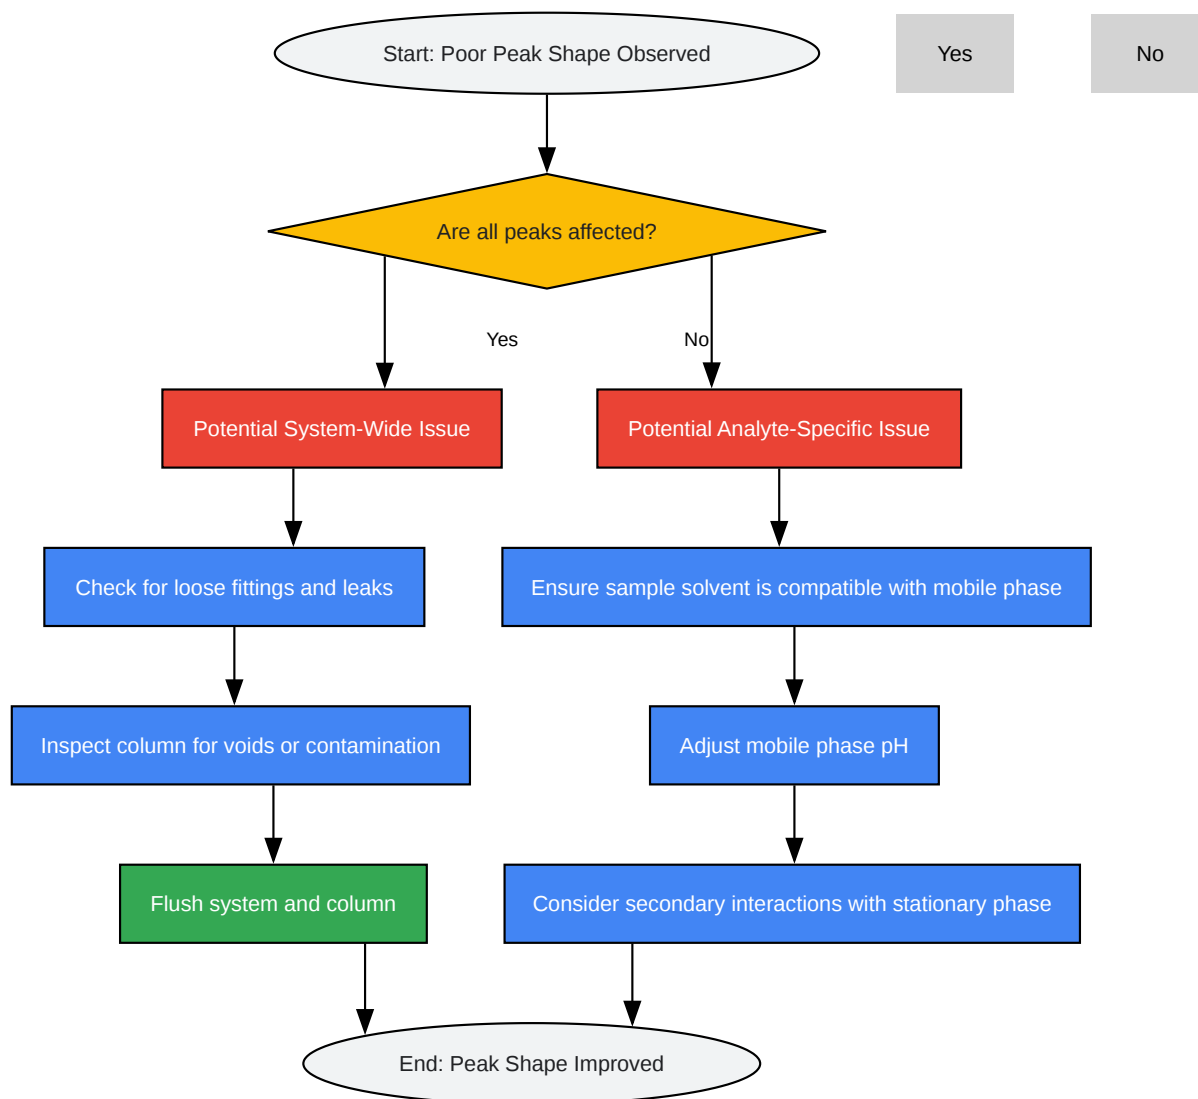 Start: Poor Peak Shape Observed
Yes
No
Are all peaks affected?
Yes
No
Potential System-Wide Issue
Potential Analyte-Specific Issue
Check for loose fittings and leaks
Ensure sample solvent is compatible with mobile phase
Inspect column for voids or contamination
Adjust mobile phase pH
Flush system and column
Consider secondary interactions with stationary phase
End: Peak Shape Improved